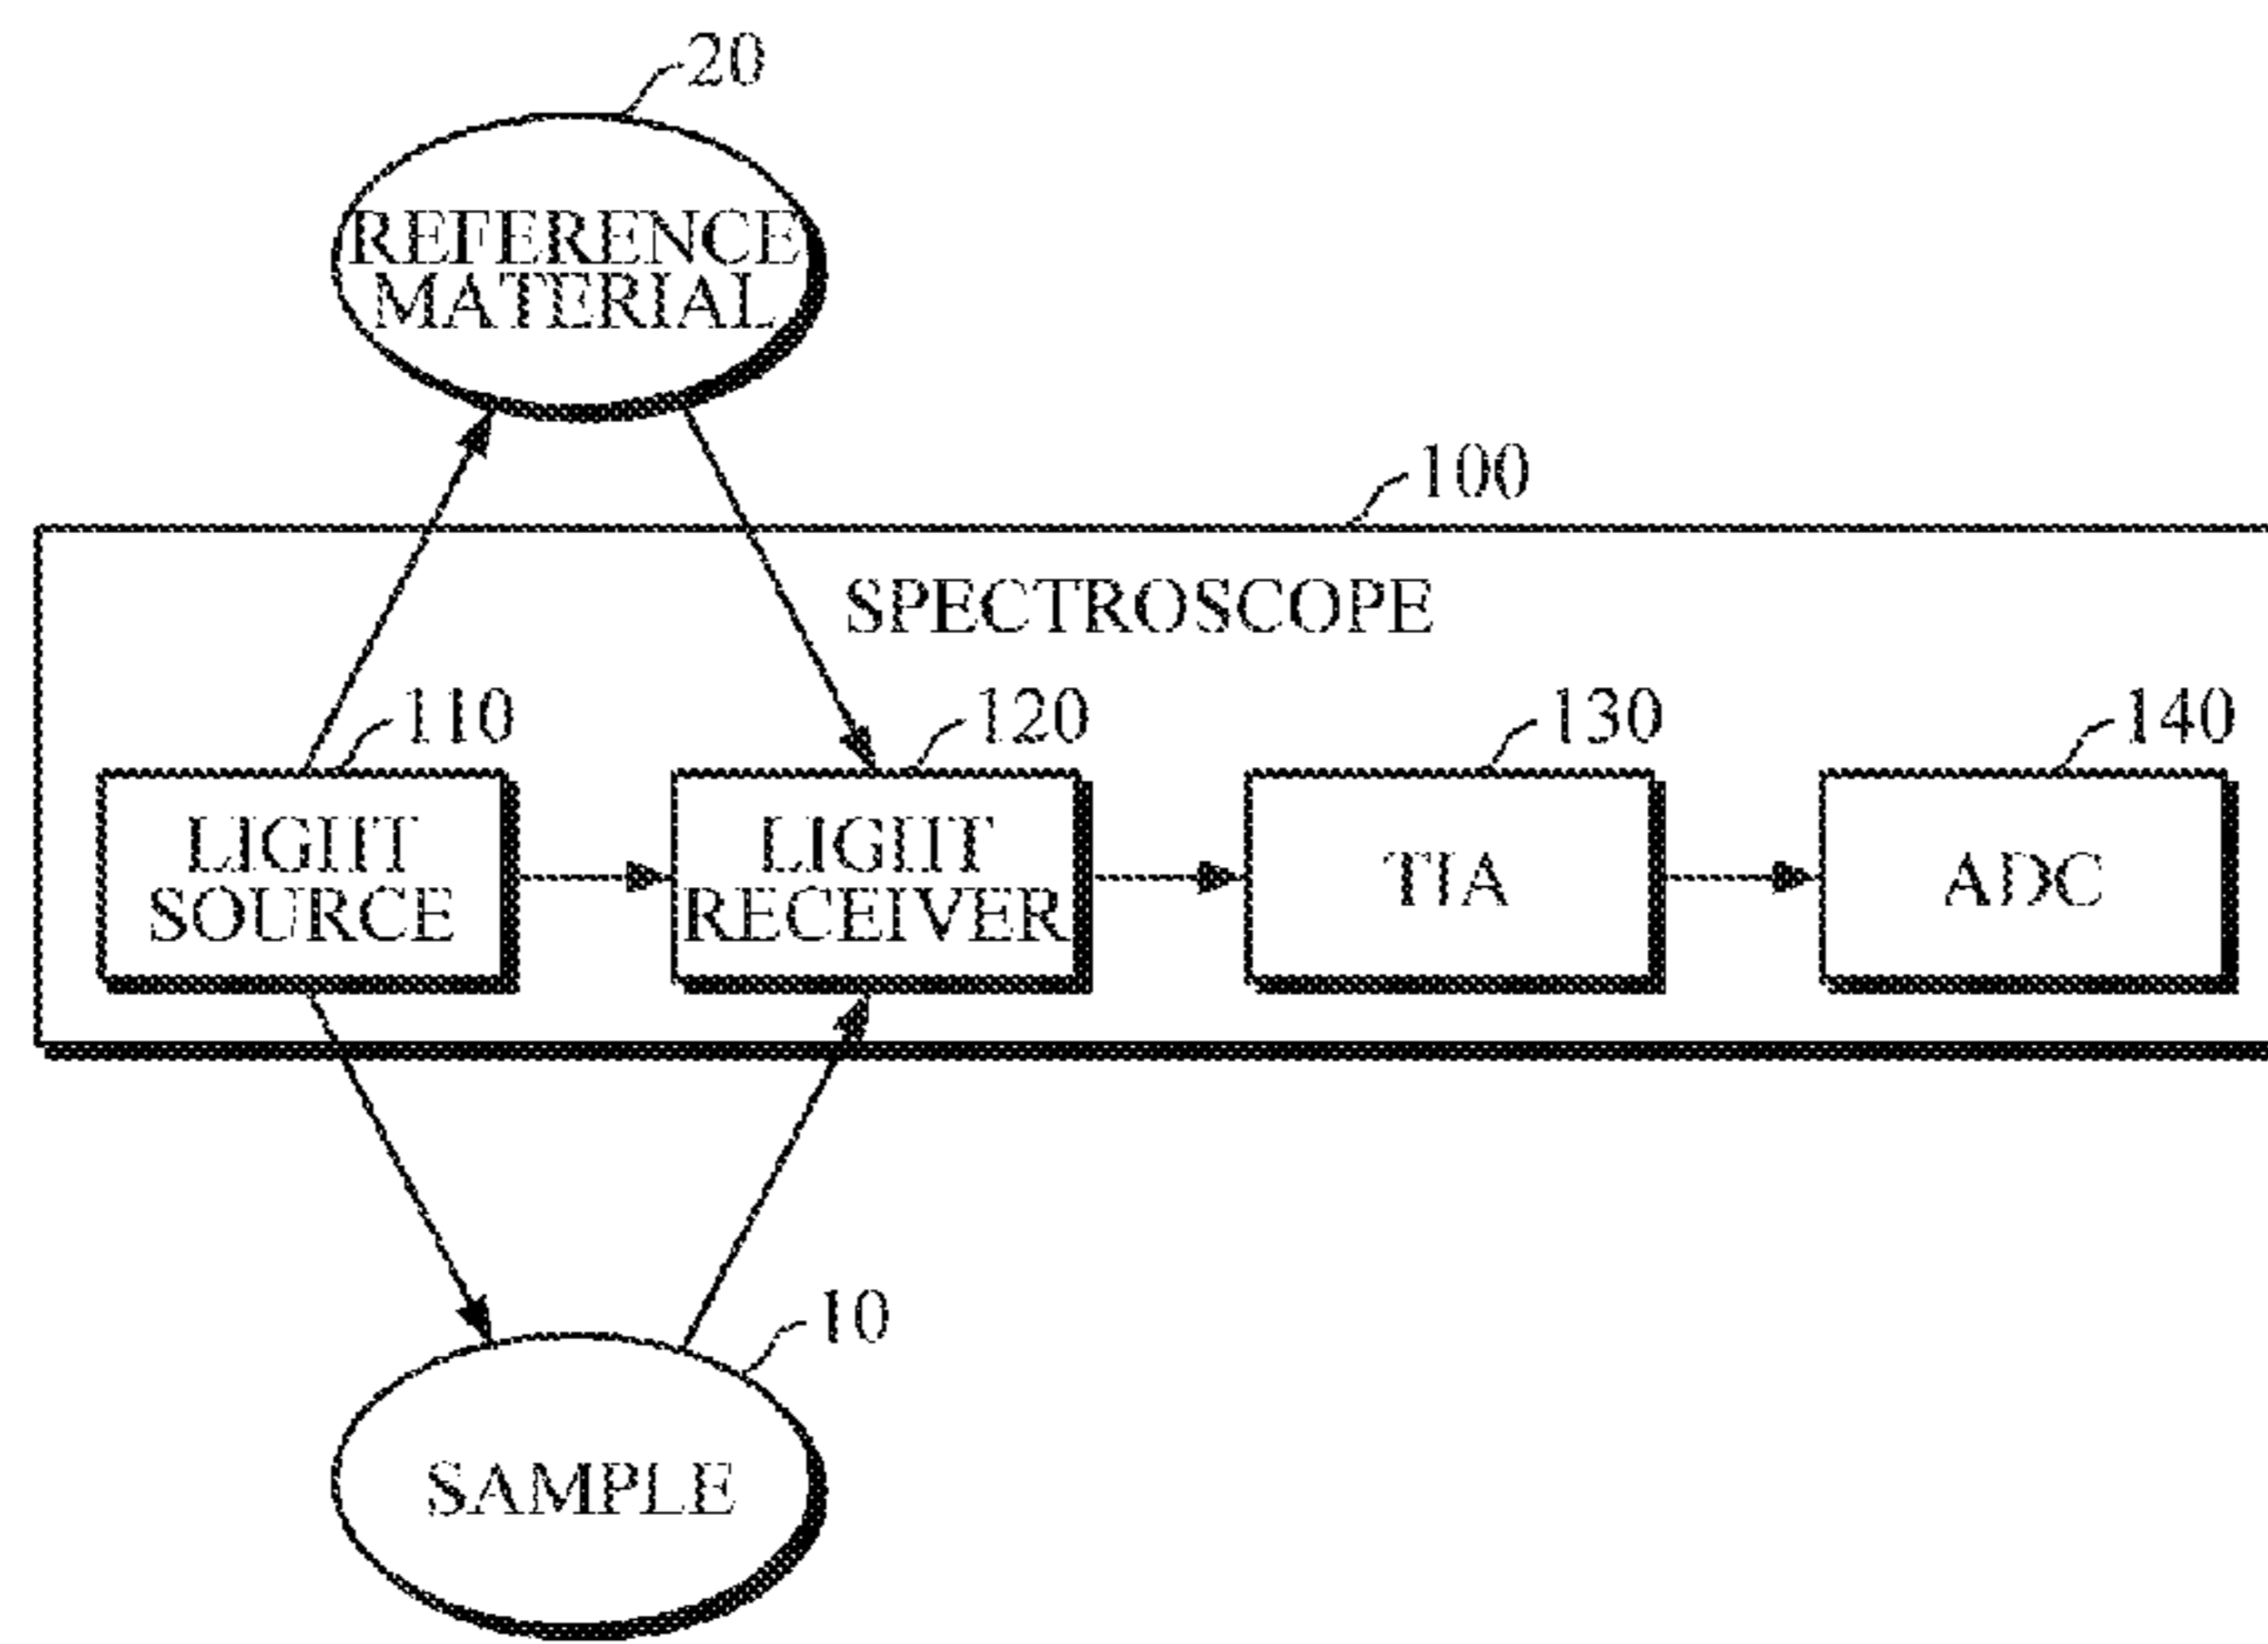 20
REFERENCE
MATERIAL
100
SPECTROSCOPE
110
120
130
140
LIGHT
SOURCE
LIGHT
RECEIVER
TIA
ADC
10
SAMPLE